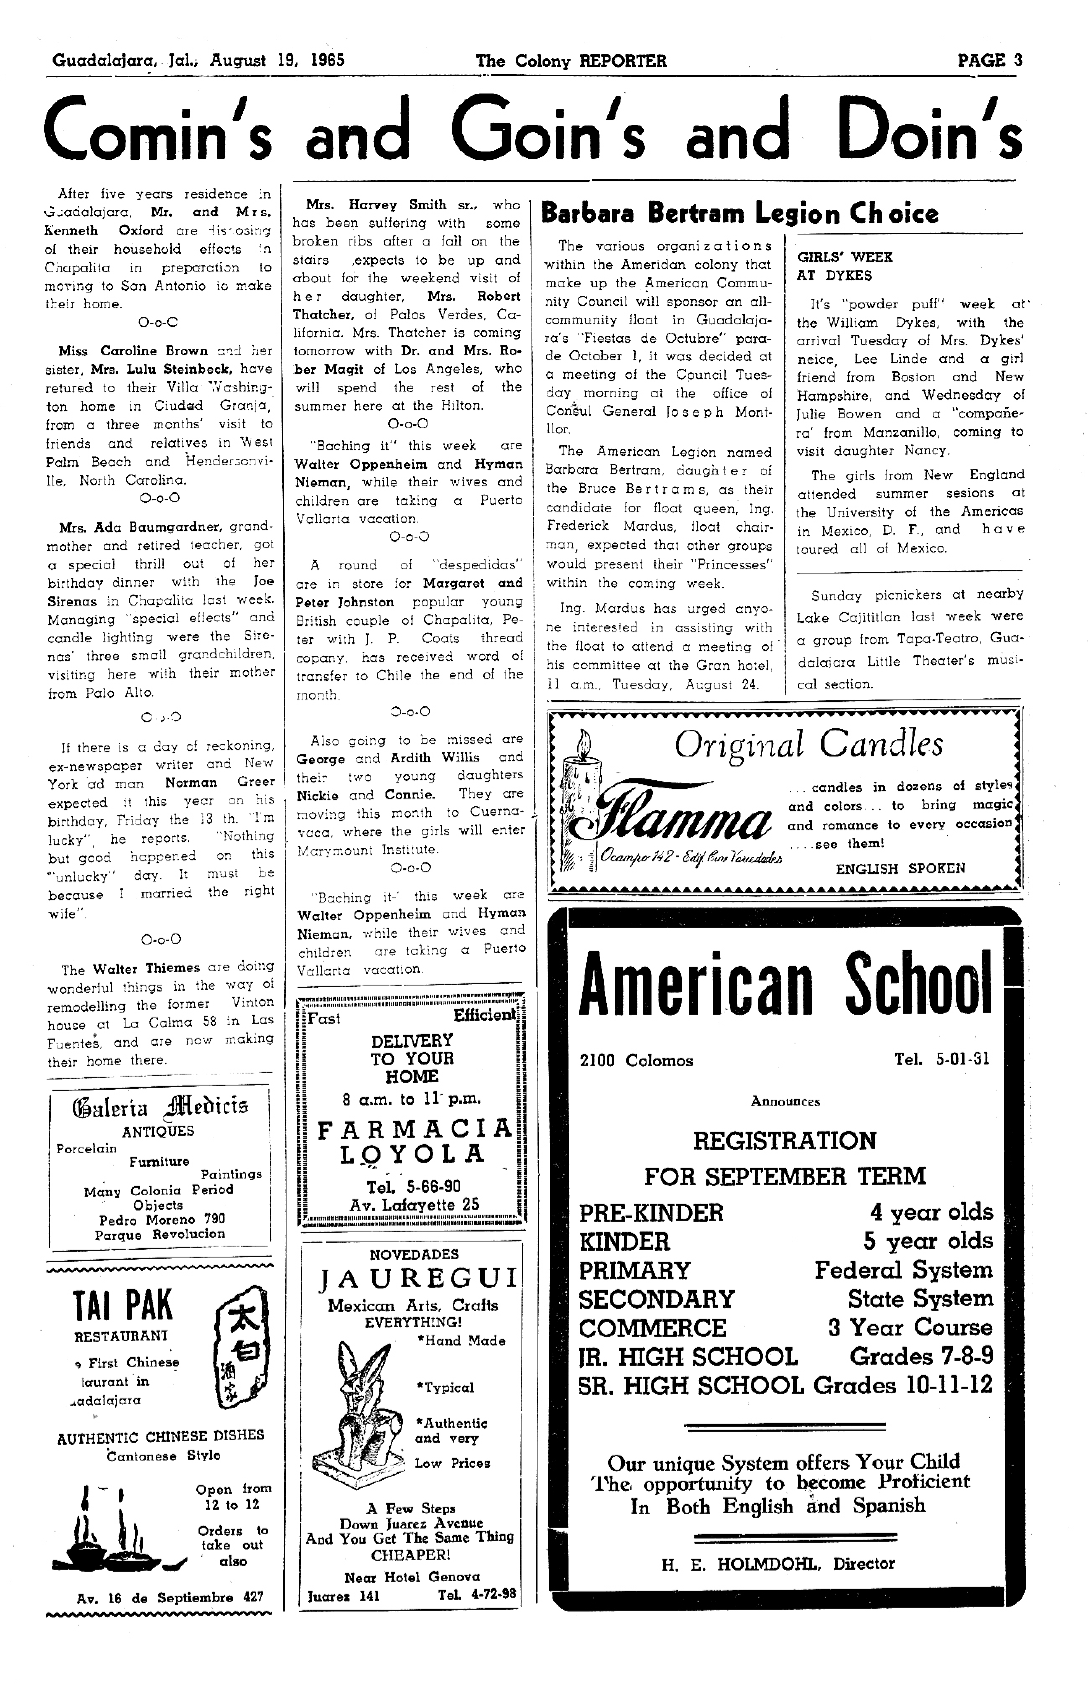 Guadalajara, Jal., August 19, 1965
The Colony REPORTER
PAGE 3
Comin's and Goin's and Doin's
After five years residence in
Guadalajara, Mr. and Mrs.
Kenneth Oxford are disposing
of their household effects in
Chapalita in preparation to
moving to San Antonio to make
their home.
O-o-O
Miss Caroline Brown and her
sister, Mrs. Lulu Steinbeck, have
retured to their Villa Washing-
ton home in Ciudad Granja,
from a three months' visit to
friends and relatives in West
Palm Beach and Hendersonvi-
lle, North Carolina.
O-o-O
Mrs. Ada Baumgardner, grand-
mother and retired teacher, got
a special thrill out of her
birthday dinner with the Joe
Sirenas in Chapalita last week.
Managing "special effects" and
candle lighting were the Sire-
nas' three small grandchildren,
visiting here with their mother
from Palo Alto.
O-o-O
If there is a day of reckoning,
ex-newspaper writer and New
York ad man Norman Greer
expected it this year on his
birthday, Friday the 13 th. "I'm
lucky", he reports. "Nothing
but good happened on this
"unlucky" day. It must be
because I married the right
wife".
O-o-O
The Walter Thiemes are doing
wonderful things in the way of
remodelling the former Vinton
house at La Calma 58 in Las
Fuentes, and are now making
their home there.
Galeria Medicis
ANTIQUES
Porcelain
Furniture
Paintings
Many Colonia Period
Objects
Pedro Moreno 790
Parque Revolucion
TAI PAK
RESTAURANT
First Chinese
taurant in
adalajara
太白酒家
AUTHENTIC CHINESE DISHES
Cantonese Style
Open from
12 to 12
Orders to
take out
also
Av. 16 de Septiembre 427
Mrs. Harvey Smith sr., who
has been suffering with some
broken ribs after a fall on the
stairs ,expects to be up and
about for the weekend visit of
her daughter, Mrs. Robert
Thatcher, of Palos Verdes, Ca-
lifornia. Mrs. Thatcher is coming
tomorrow with Dr. and Mrs. Ro-
ber Magit of Los Angeles, who
will spend the rest of the
summer here at the Hilton.
O-o-O
"Baching it" this week are
Walter Oppenheim and Hyman
Nieman, while their wives and
children are taking a Puerto
Vallarta vacation.
O-o-O
A round of "despedidas"
are in store for Margaret and
Peter Johnston popular young
British couple of Chapalita, Pe-
ter with J. P. Coats thread
copany, has received word of
transfer to Chile the end of the
month.
O-o-O
Also going to be missed are
George and Ardith Willis and
their two young daughters
Nickie and Connie. They are
moving this month to Cuerna-
vaca, where the girls will enter
Marymount Institute.
O-o-O
"Baching it" this week are
Walter Oppenheim and Hyman
Nieman, while their wives and
children are taking a Puerto
Vallarta vacation.
Fast Efficient
DELIVERY
TO YOUR
HOME
8 a.m. to 11 p.m.
FARMACIA
LOYOLA
Tel. 5-66-90
Av. Lafayette 25
NOVEDADES
JAUREGUI
Mexican Arts, Crafts
EVERYTHING!
*Hand Made
*Typical
*Authentic
and very
Low Prices
A Few Steps
Down Juarez Avenue
And You Get The Same Thing
CHEAPER!
Near Hotel Genova
Juarez 141 Tel. 4-72-98
Barbara Bertram Legion Choice
The various organizations
within the Ameridan colony that
make up the American Commu-
nity Council will sponsor an all-
community float in Guadalaja-
ra's "Fiestas de Octubre" para-
de October 1, it was decided at
a meeting of the Council Tues-
day morning at the office of
Consul General Joseph Mont-
llor.
The American Legion named
Barbara Bertram, daughter of
the Bruce Bertrams, as their
candidate for float queen, Ing.
Frederick Mardus, float chair-
man, expected that other groups
would present their "Princesses"
within the coming week.
Ing. Mardus has urged anyo-
ne interested in assisting with
the float to attend a meeting of
his committee at the Gran hotel,
11 a.m., Tuesday, August 24.
GIRLS' WEEK
AT DYKES
It's "powder puff" week at
the William Dykes, with the
arrival Tuesday of Mrs. Dykes'
neice, Lee Linde and a girl
friend from Boston and New
Hampshire, and Wednesday of
Julie Bowen and a "compañe-
ra' from Manzanillo, coming to
visit daughter Nancy.
The girls from New England
attended summer sesions at
the University of the Americas
in Mexico, D. F., and have
toured all of Mexico.
Sunday picnickers at nearby
Lake Cajititlan last week were
a group from Tapa-Teatro, Gua-
dalajara Little Theater's musi-
cal section.
Original Candles
Flamma
Ocampo 142 - Edif. Cine Variedades
... candles in dozens of styles
and colors... to bring magic
and romance to every occasion
....see them!
ENGLISH SPOKEN
American School
2100 Colomos Tel. 5-01-31
Announces
REGISTRATION
FOR SEPTEMBER TERM
PRE-KINDER 4 year olds
KINDER 5 year olds
PRIMARY Federal System
SECONDARY State System
COMMERCE 3 Year Course
JR. HIGH SCHOOL Grades 7-8-9
SR. HIGH SCHOOL Grades 10-11-12
Our unique System offers Your Child
The opportunity to become Proficient
In Both English and Spanish
H. E. HOLMDOHL, Director